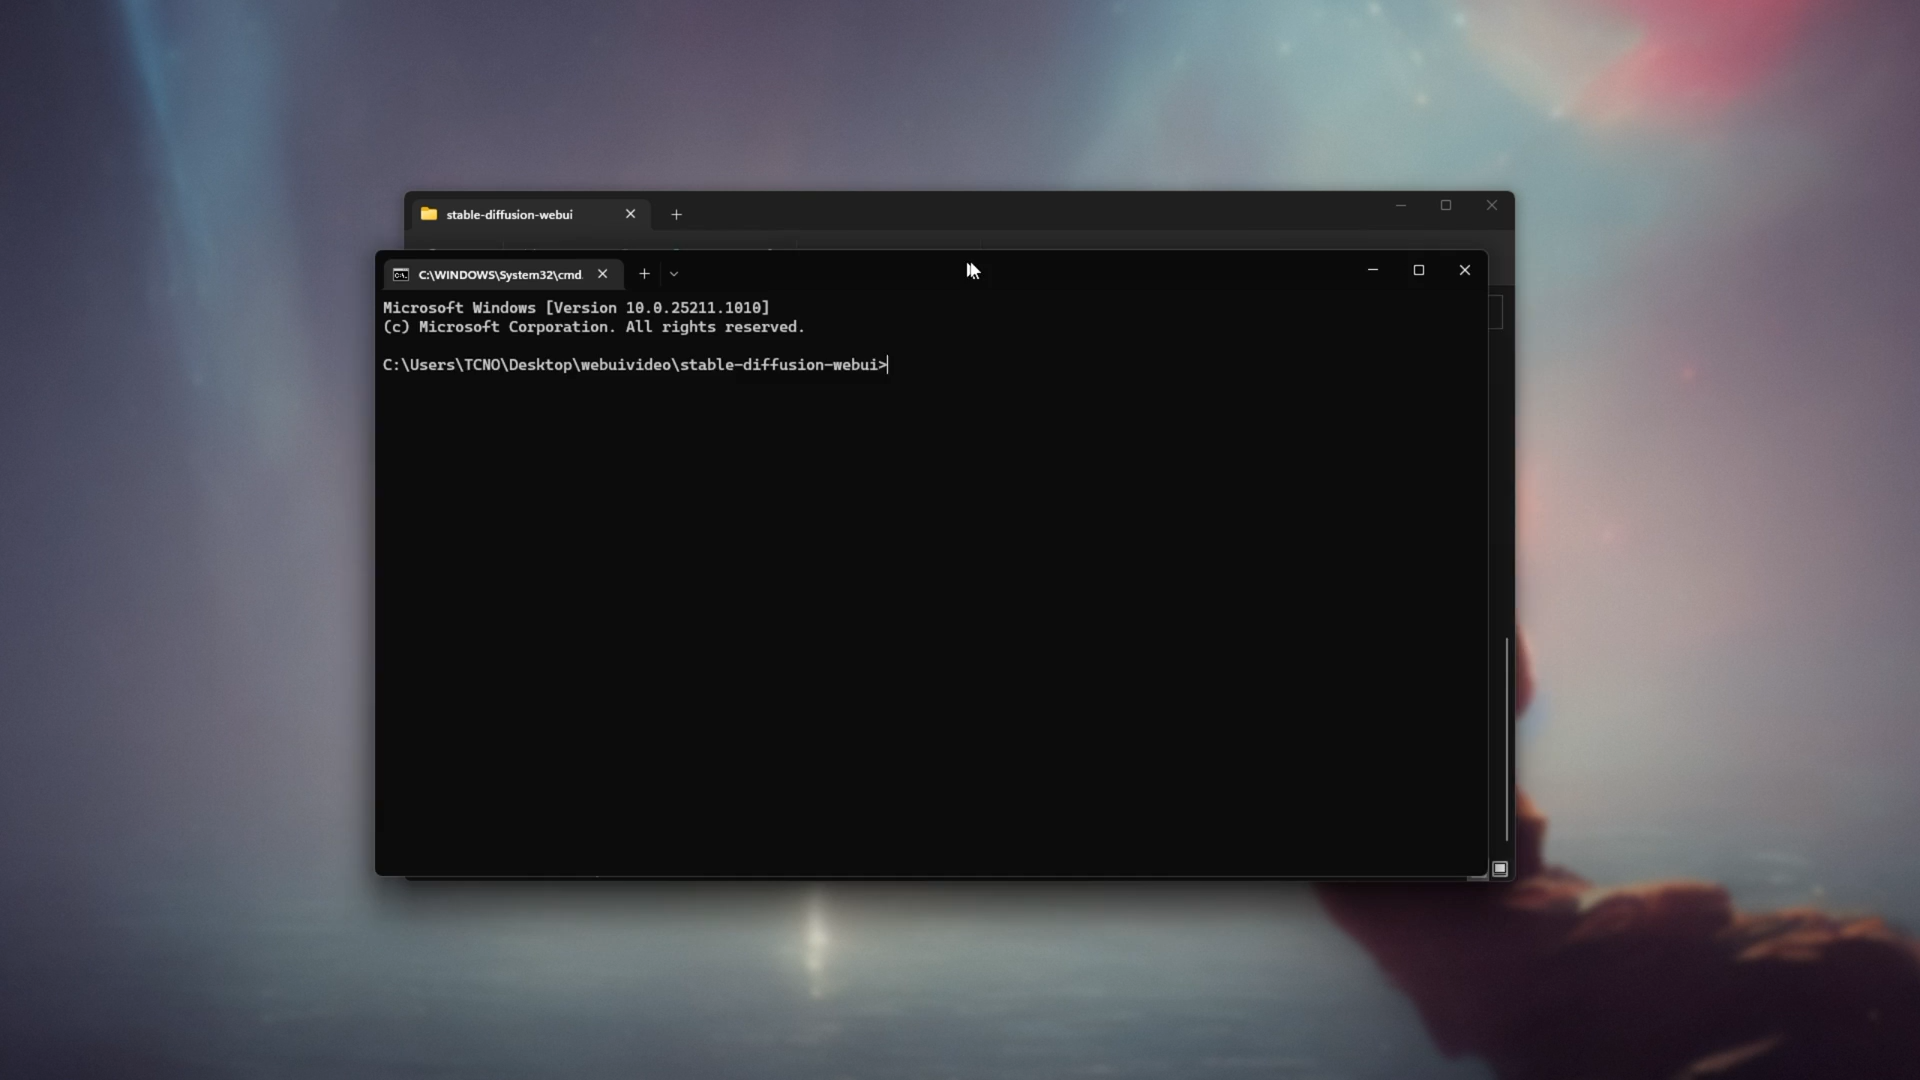 stable-diffusion-webui
C:\WINDOWS\System32\cmd.
Microsoft Windows [Version 10.0.25211.1010]
(c) Microsoft Corporation. All rights reserved.
C:\Users\TCNO\Desktop\webuivideo\stable-diffusion-webui>